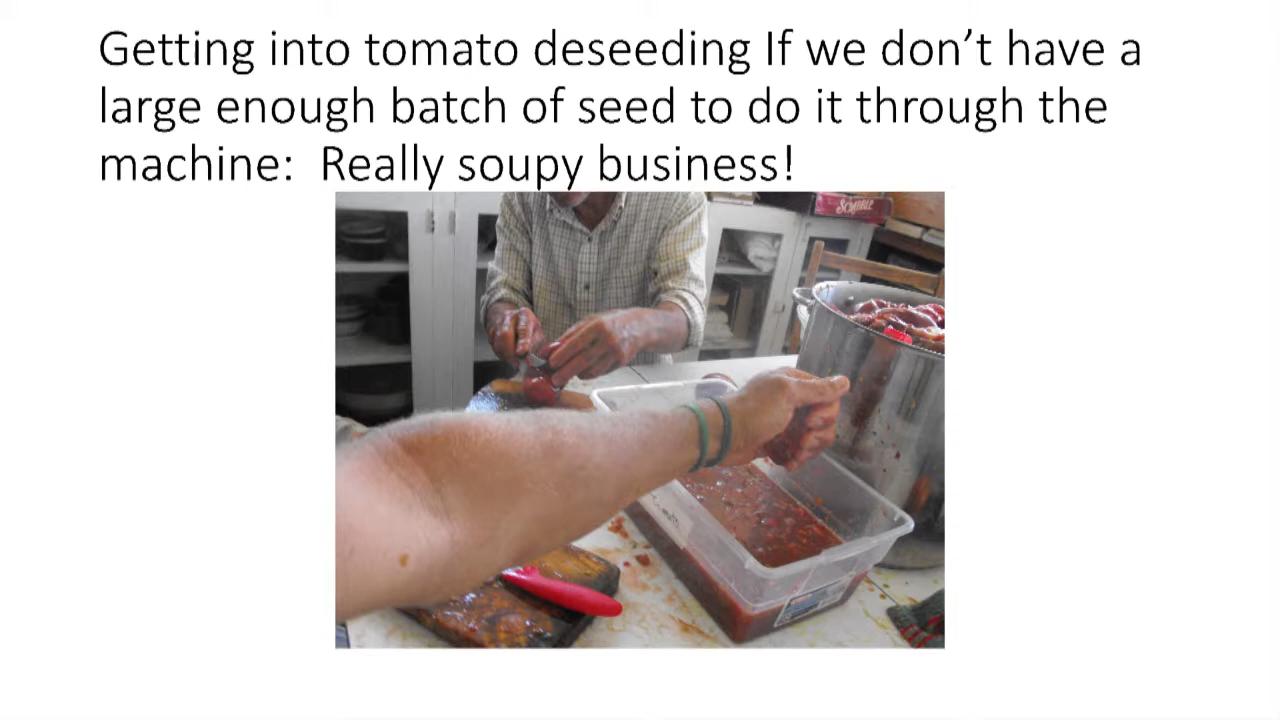 Getting into tomato deseeding If we don’t have a
large enough batch of seed to do it through the
machine:  Really soupy business!
SCRABBLE